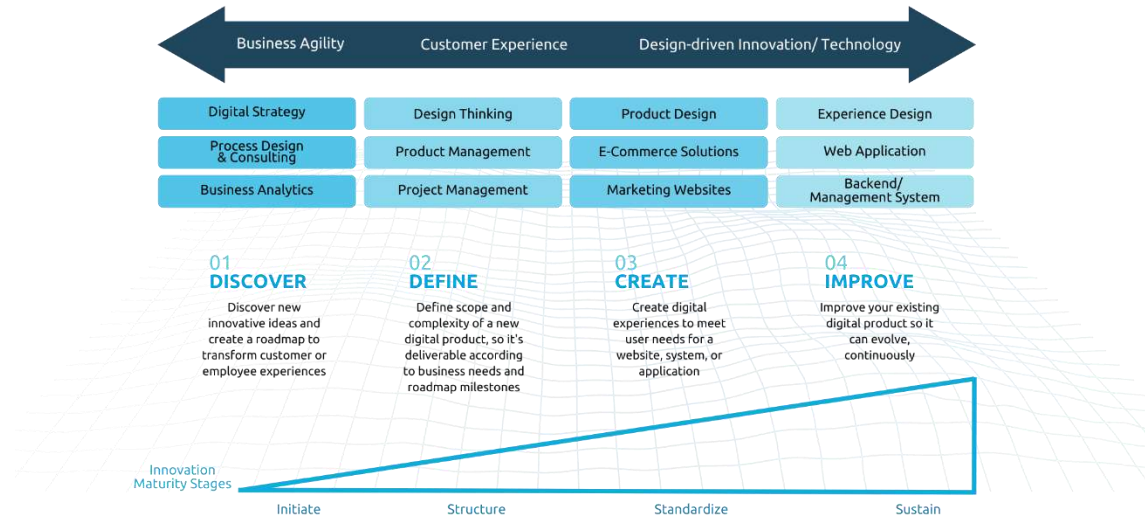 Business Agility
Customer Experience
Design-driven Innovation/ Technology
Digital Strategy
Design Thinking
Product Design
Experience Design
Process Design
& Consulting
Product Management
E-Commerce Solutions
Web Application
Business Analytics
Project Management
Marketing Websites
Backend/
Management System
01
DISCOVER
Discover new
innovative ideas and
create a roadmap to
transform customer or
employee experiences
02
DEFINE
Define scope and
complexity of a new
digital product, so it's
deliverable according
to business needs and
roadmap milestones
03
CREATE
Create digital
experiences to meet
user needs for a
website, system, or
application
04
IMPROVE
Improve your existing
digital product so it
can evolve,
continuously
Innovation
Maturity Stages
Initiate
Structure
Standardize
Sustain